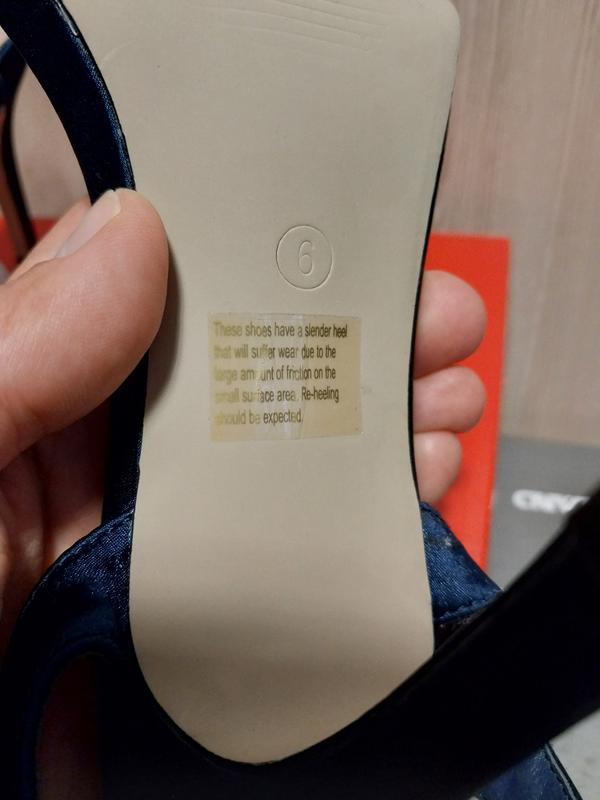 6
These shoes have a slender heel
that will suffer wear due to the
large amount of friction on the
small surface area. Re-heeling
should be expected.